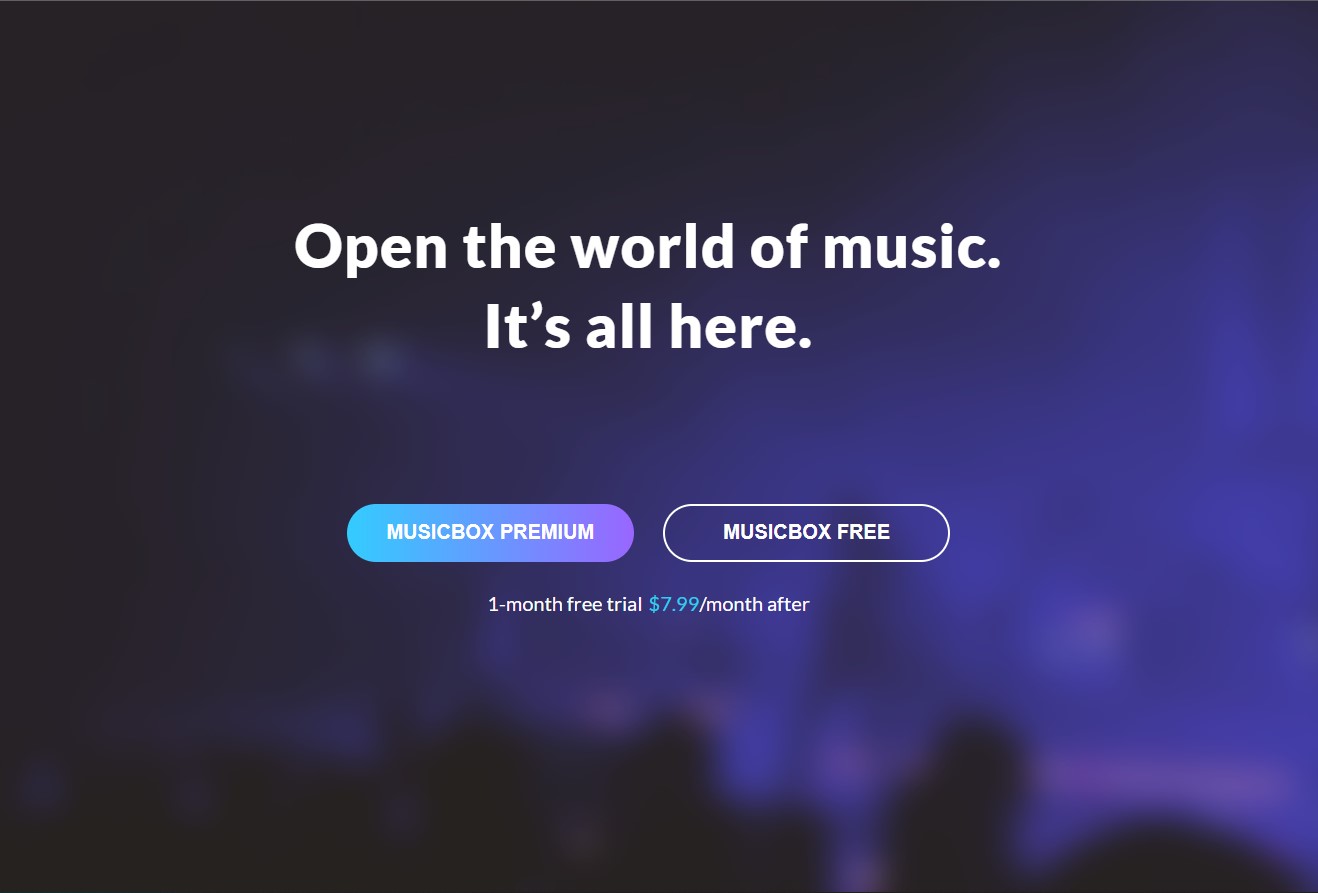 Open the world of music.
It’s all here.
MUSICBOX PREMIUM
MUSICBOX FREE
1-month free trial $7.99/month after